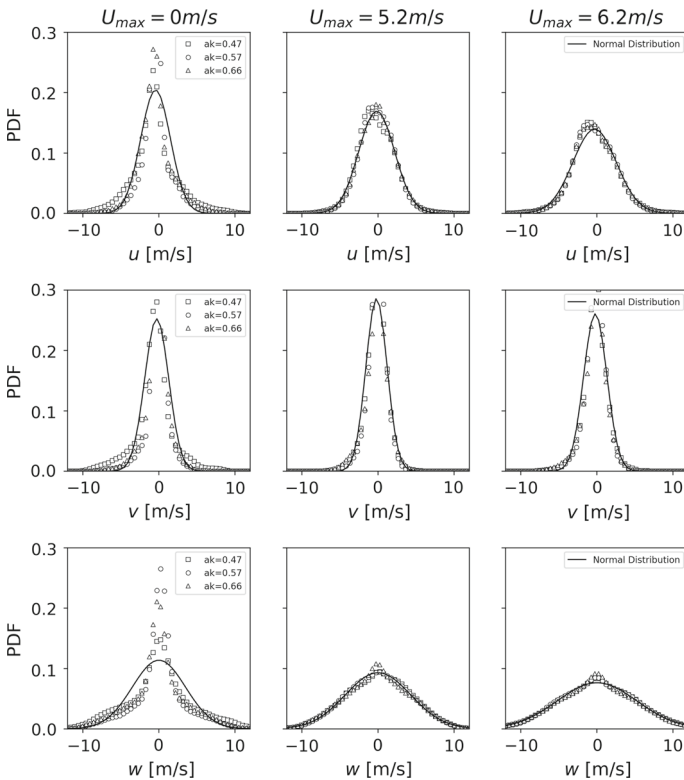 U_max = 0m/s U_max = 5.2m/s U_max = 6.2m/s
0.3
0.2
0.1
0.0
PDF
ak=0.47
ak=0.57
ak=0.66
Normal Distribution
−10 0 10 −10 0 10 −10 0 10
u [m/s] u [m/s] u [m/s]
0.3
0.2
0.1
0.0
PDF
ak=0.47
ak=0.57
ak=0.66
Normal Distribution
−10 0 10 −10 0 10 −10 0 10
v [m/s] v [m/s] v [m/s]
0.3
0.2
0.1
0.0
PDF
ak=0.47
ak=0.57
ak=0.66
Normal Distribution
−10 0 10 −10 0 10 −10 0 10
w [m/s] w [m/s] w [m/s]